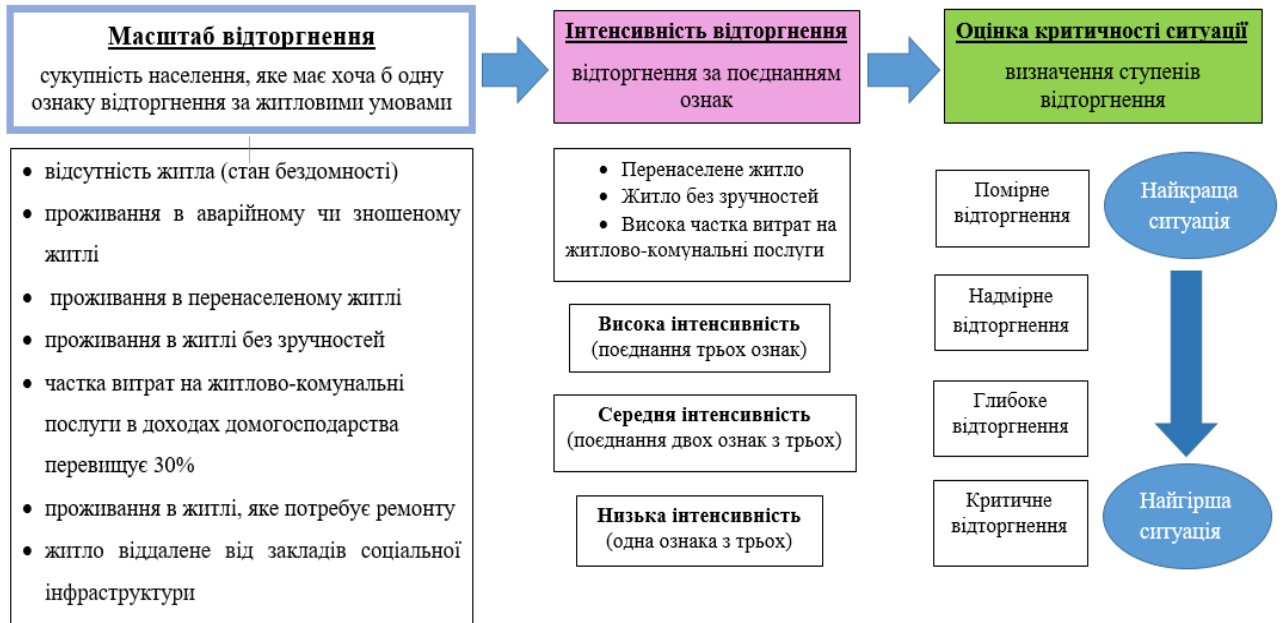 Масштаб відторгнення
сукупність населення, яке має хоча б одну
ознаку відторгнення за житловими умовами
• відсутність житла (стан бездомності)
• проживання в аварійному чи зношеному
житлі
• проживання в перенаселеному житлі
• проживання в житлі без зручностей
• частка витрат на житлово-комунальні
послуги в доходах домогосподарства
перевищує 30%
• проживання в житлі, яке потребує ремонту
• житло віддалене від закладів соціальної
інфраструктури
Інтенсивність відторгнення
відторгнення за поєднанням
ознак
• Перенаселене житло
• Житло без зручностей
• Висока частка витрат на
житлово-комунальні послуги
Висока інтенсивність
(поєднання трьох ознак)
Середня інтенсивність
(поєднання двох ознак з трьох)
Низька інтенсивність
(одна ознака з трьох)
Оцінка критичності ситуації
визначення ступенів
відторгнення
Помірне
відторгнення
Надмірне
відторгнення
Глибоке
відторгнення
Критичне
відторгнення
Найкраща
ситуація
Найгірша
ситуація